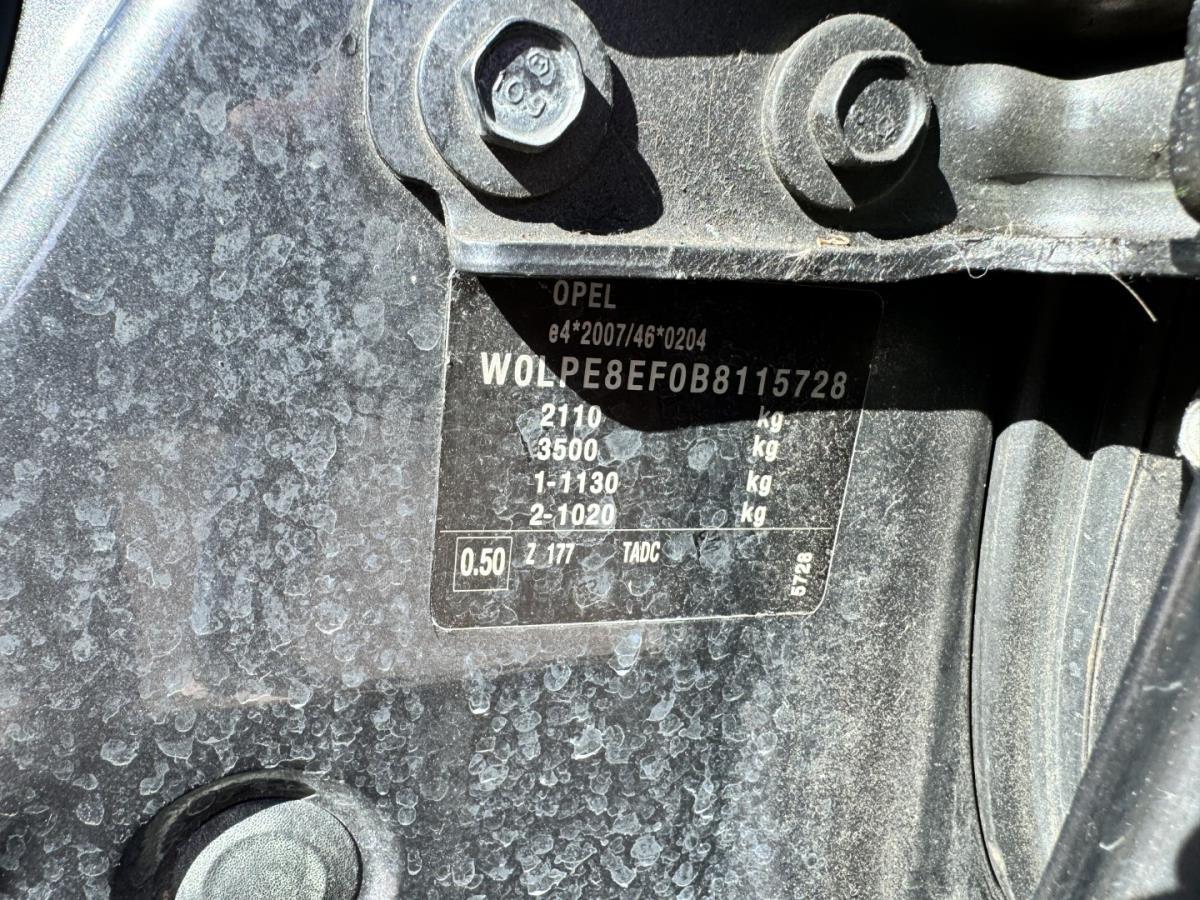 OPEL
e4*2007/46*0204
W0LPE8EF0B8115728
2110 kg
3500 kg
1-1130 kg
2-1020 kg
0.50 Z 177 TADC
5728